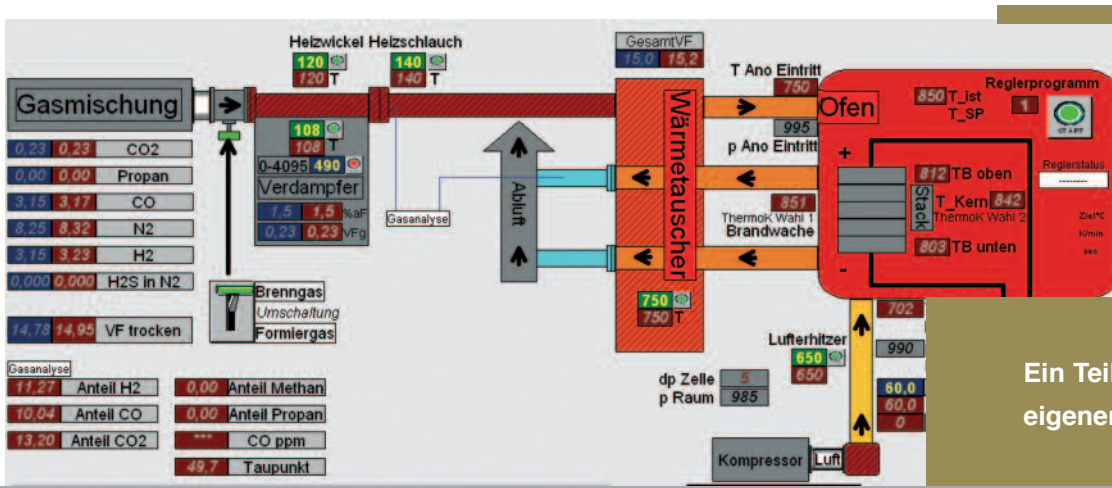 Heizwickel Heizschlauch
120
120 T
140
140 T
GesamtVF
15,0 15,2
T Ano Eintritt
750
995
p Ano Eintritt
Ofen
850 T_ist
T_SP
Reglerprogramm
1
START
Reglerstatus
--------
Ziel°C
K/min
sec
Gasmischung
0,23 0,23 CO2
0,00 0,00 Propan
3,15 3,17 CO
8,25 8,32 N2
3,15 3,23 H2
0,000 0,000 H2S in N2
14,78 14,95 VF trocken
108
108 T
0-4095 490
Verdampfer
1,5 1,5 %aF
0,23 0,23 VFg
Gasanalyse
Abluft
Wärmetauscher
750
750 T
851
ThermoK Wahl 1
Brandwache
+
-
Stack
812 TB oben
T_Kern 842
ThermoK Wahl 2
803 TB unten
Brenngas
Umschaltung
Formiergas
Gasanalyse
11,27 Anteil H2
10,04 Anteil CO
13,20 Anteil CO2
0,00 Anteil Methan
0,00 Anteil Propan
*** CO ppm
49,7 Taupunkt
Lufterhitzer
650
650
dp Zelle 5
p Raum 985
702
990
60,0
60,0
0
Kompressor Luft
Ein Teil
eigener